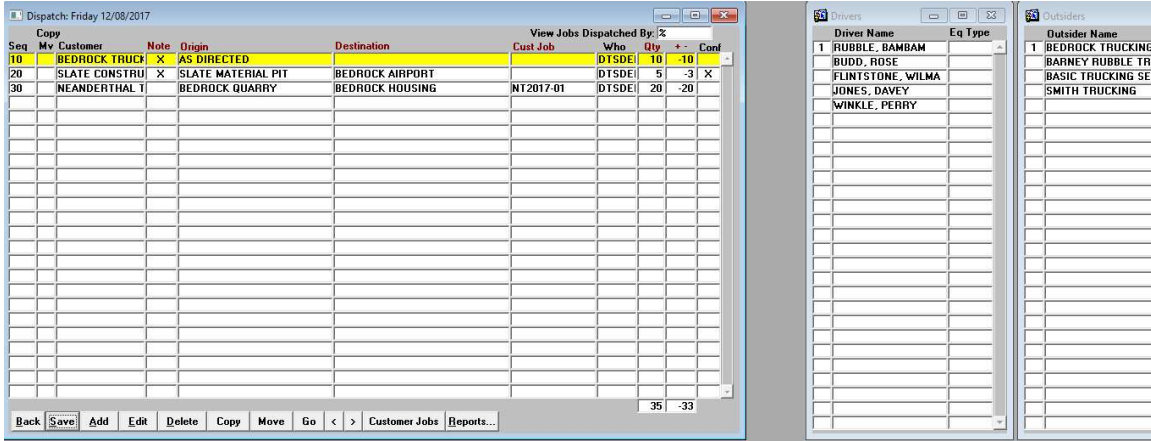 Dispatch: Friday 12/08/2017
Copy View Jobs Dispatched By: %
Seq Mv Customer Note Origin Destination Cust Job Who Qty + - Conf
10 BEDROCK TRUCK X AS DIRECTED DTSDE 10 -10
20 SLATE CONSTRU X SLATE MATERIAL PIT BEDROCK AIRPORT DTSDE 5 -3 X
30 NEANDERTHAL T BEDROCK QUARRY BEDROCK HOUSING NT2017-01 DTSDE 20 -20
35 -33
Back Save Add Edit Delete Copy Move Go < > Customer Jobs Reports...
Drivers
Driver Name Eq Type
1 RUBBLE, BAMBAM
BUDD, ROSE
FLINTSTONE, WILMA
JONES, DAVEY
WINKLE, PERRY
Outsiders
Outsider Name
1 BEDROCK TRUCKING
BARNEY RUBBLE TR
BASIC TRUCKING SE
SMITH TRUCKING